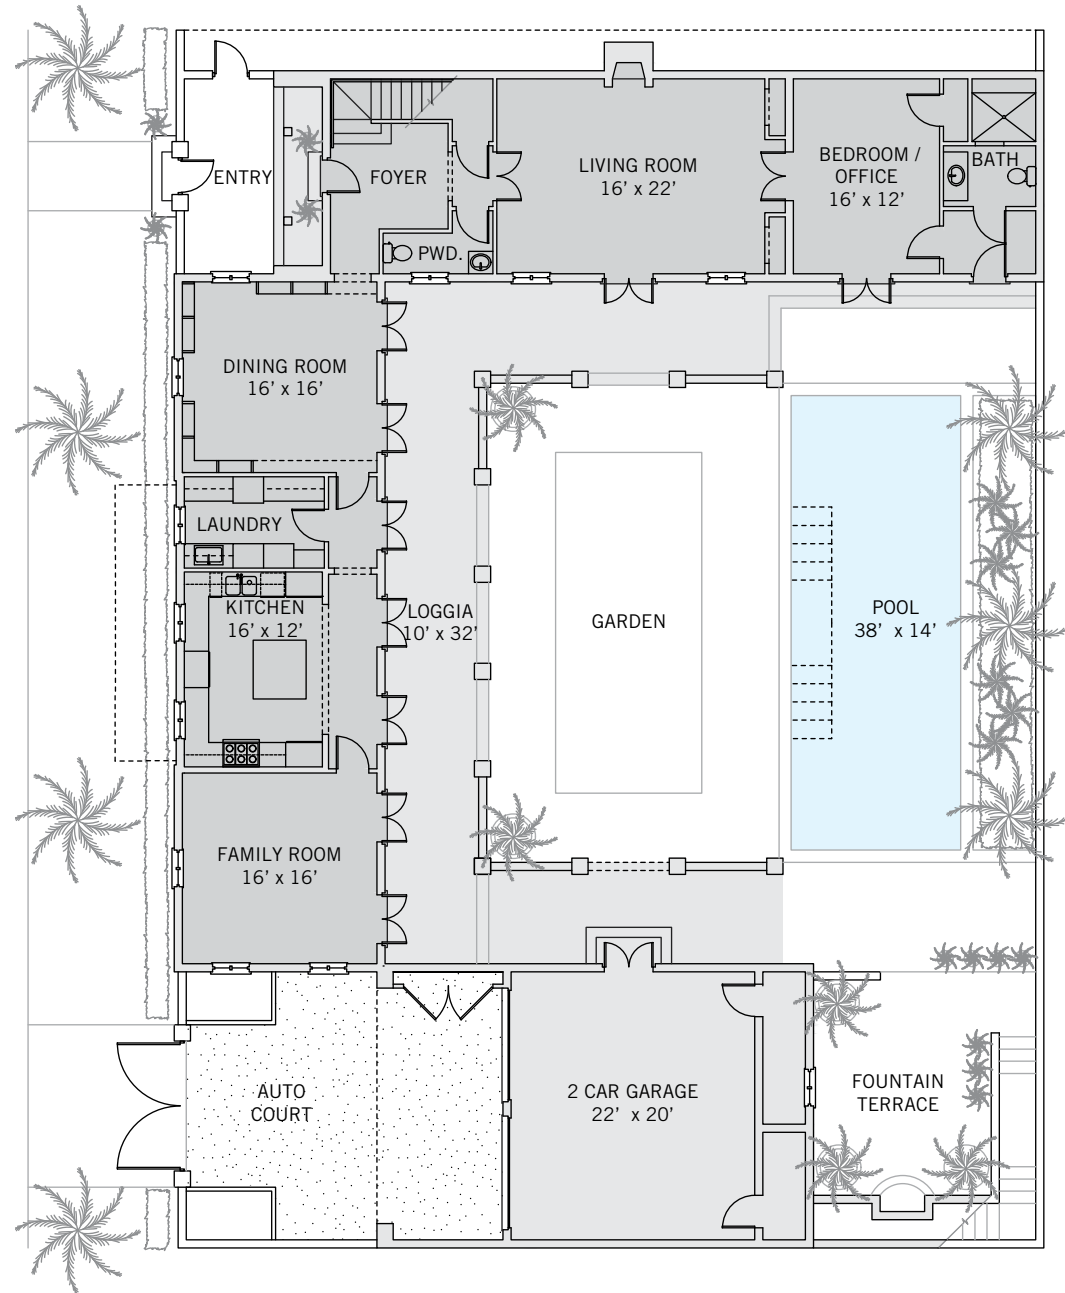 ENTRY
FOYER
PWD.
LIVING ROOM
16' x 22'
BEDROOM /
OFFICE
16' x 12'
BATH
DINING ROOM
16' x 16'
LAUNDRY
KITCHEN
16' x 12'
LOGGIA
10' x 32'
GARDEN
POOL
38' x 14'
FAMILY ROOM
16' x 16'
AUTO
COURT
2 CAR GARAGE
22' x 20'
FOUNTAIN
TERRACE